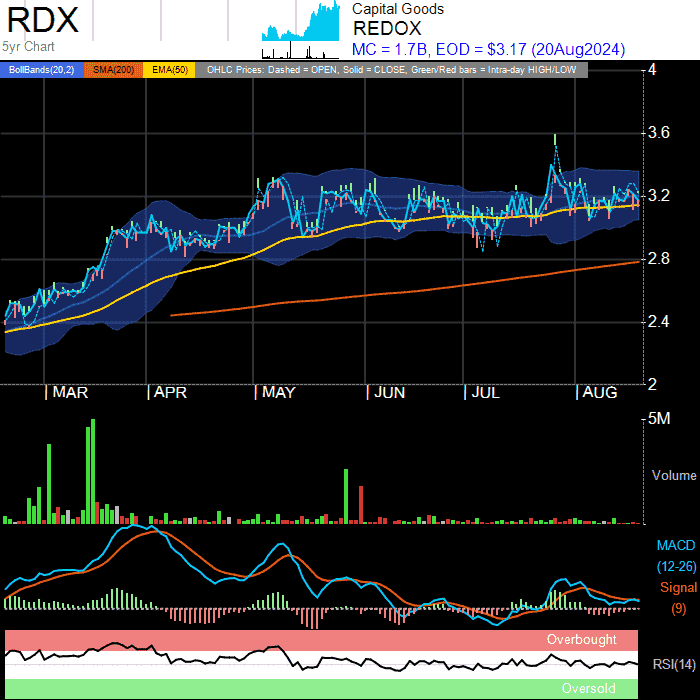 RDX
5yr Chart
Capital Goods
REDOX
MC = 1.7B, EOD = $3.17 (20Aug2024)
BollBands(20,2) SMA(200) EMA(50) OHLC Prices: Dashed = OPEN, Solid = CLOSE, Green/Red bars = Intra-day HIGH/LOW
4
3.6
3.2
2.8
2.4
2
MAR APR MAY JUN JUL AUG
5M
Volume
MACD
(12-26)
Signal
(9)
Overbought
RSI(14)
Oversold